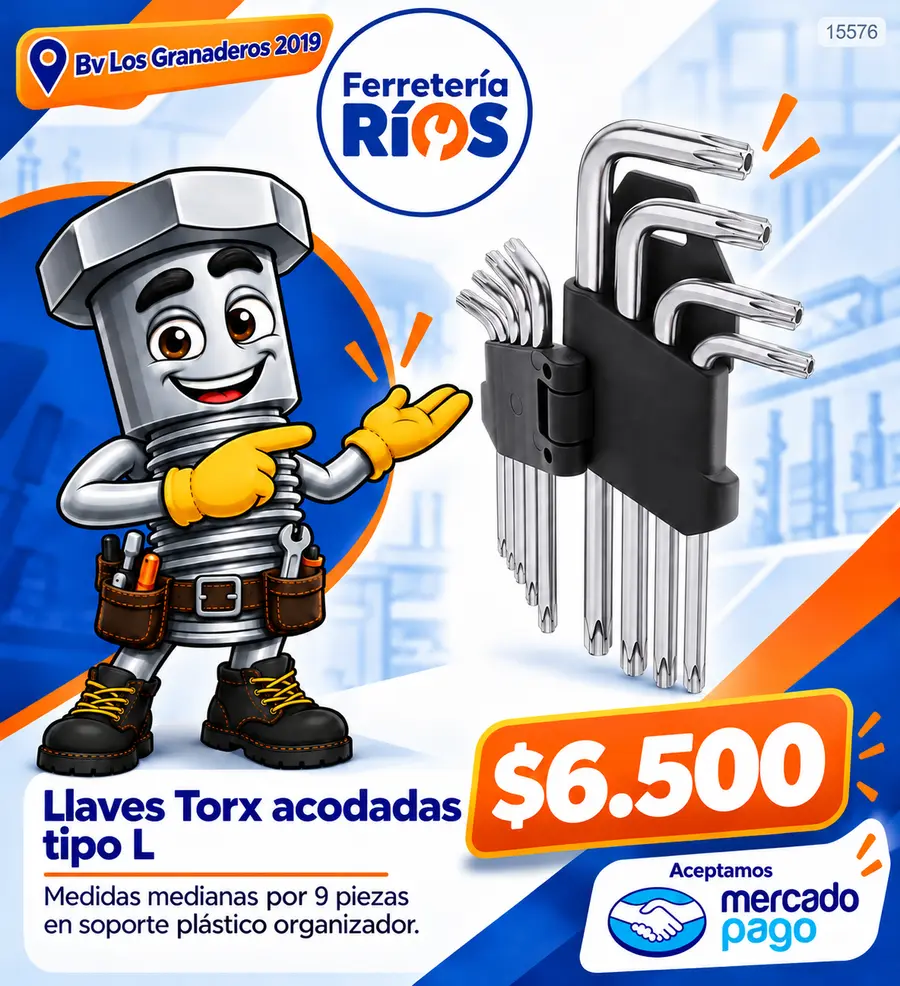 Bv Los Granaderos 2019
Ferretería
RÍOS
15576
$6.500
Llaves Torx acodadas
tipo L
Medidas medianas por 9 piezas
en soporte plástico organizador.
Aceptamos
mercado
pago